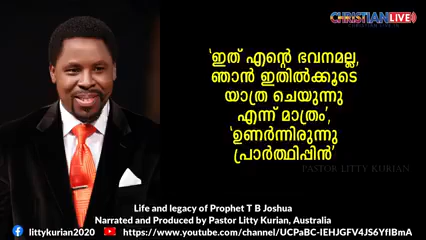 CHRISTIAN LIVE
'ഇത് എന്റെ ഭവനമല്ല,
ഞാൻ ഇതിൽക്കൂടെ
യാത്ര ചെയുന്നു
എന്ന് മാത്രം',
'ഉണർന്നിരുന്നു
പ്രാർത്ഥിപ്പിൻ'
PASTOR LITTY KURIAN
Life and legacy of Prophet T B Joshua
Narrated and Produced by Pastor Litty Kurian, Australia
littykurian2020 https://www.youtube.com/channel/UCPaBC-IEHJGFV4JS6YflBmA